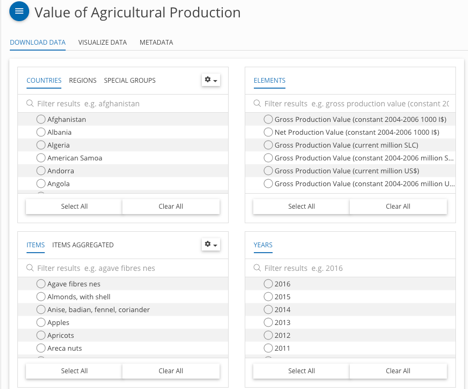 Value of Agricultural Production
DOWNLOAD DATA VISUALIZE DATA METADATA
COUNTRIES REGIONS SPECIAL GROUPS
Filter results e.g. afghanistan
Afghanistan
Albania
Algeria
American Samoa
Andorra
Angola
Select All Clear All
ELEMENTS
Filter results e.g. gross production value (constant 20
Gross Production Value (constant 2004-2006 1000 I$)
Net Production Value (constant 2004-2006 1000 I$)
Gross Production Value (current million SLC)
Gross Production Value (constant 2004-2006 million S...
Gross Production Value (current million US$)
Gross Production Value (constant 2004-2006 million U...
Select All Clear All
ITEMS ITEMS AGGREGATED
Filter results e.g. agave fibres nes
Agave fibres nes
Almonds, with shell
Anise, badian, fennel, coriander
Apples
Apricots
Areca nuts
Select All Clear All
YEARS
Filter results e.g. 2016
2016
2015
2014
2013
2012
2011
Select All Clear All